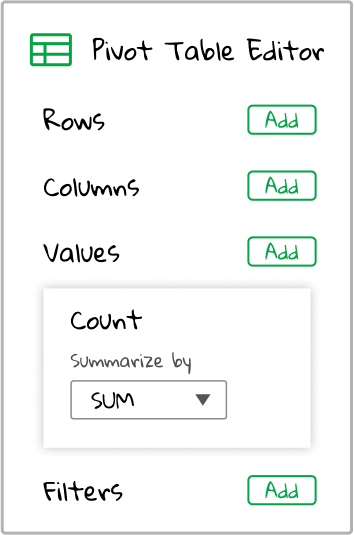 Pivot Table Editor
Rows Add
Columns Add
Values Add
Count
Summarize by
SUM
Filters Add